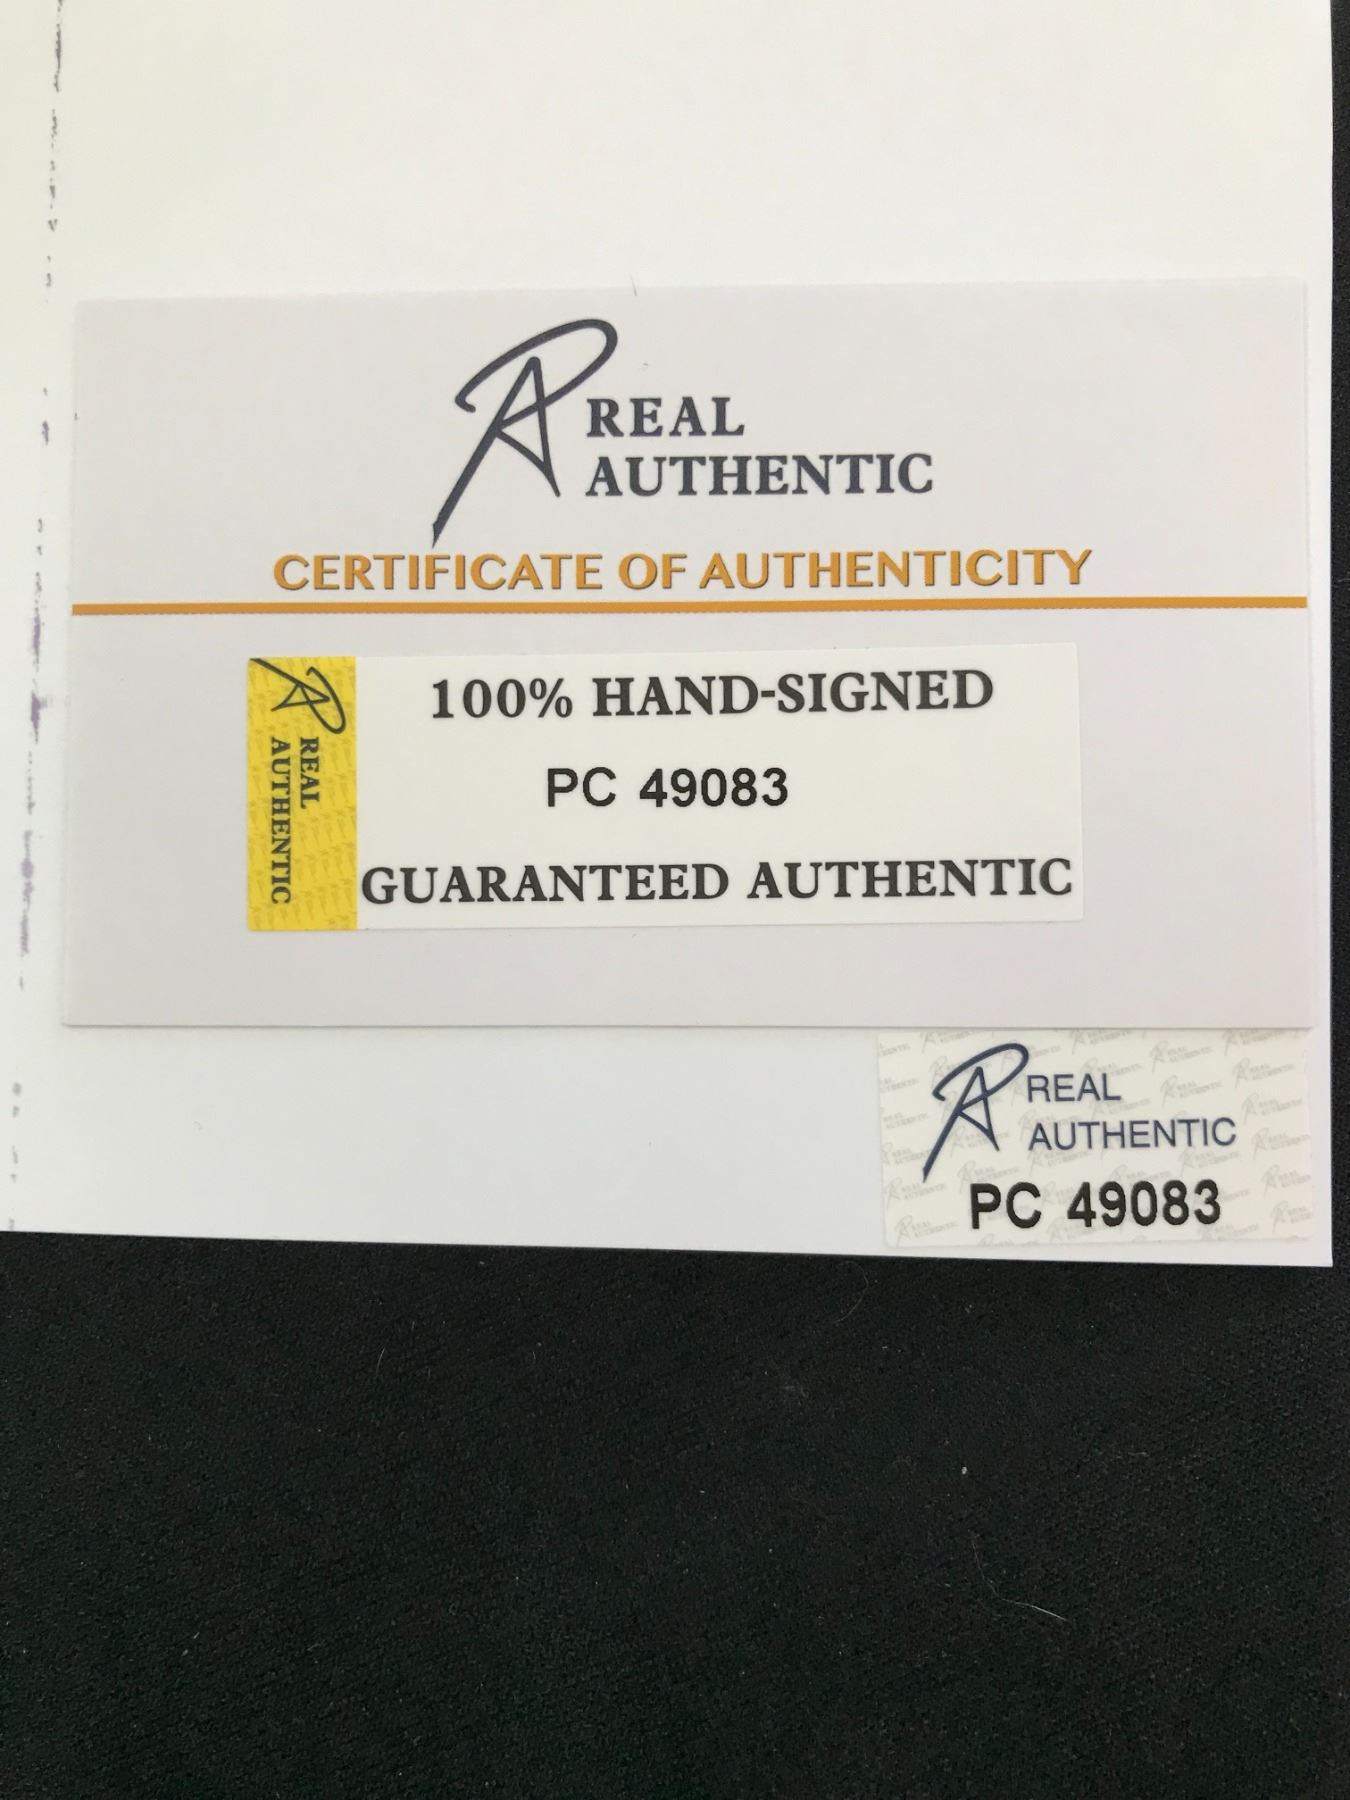 REAL
AUTHENTIC
CERTIFICATE OF AUTHENTICITY
REAL
AUTHENTIC
100% HAND-SIGNED
PC 49083
GUARANTEED AUTHENTIC
REAL
AUTHENTIC
PC 49083